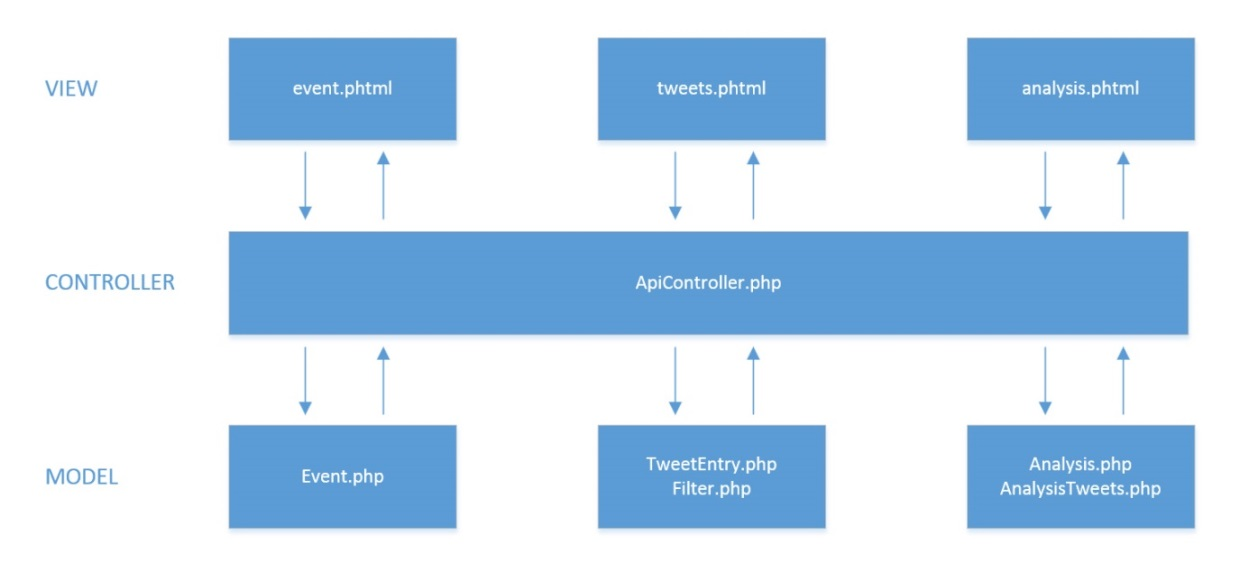 VIEW
event.phtml
tweets.phtml
analysis.phtml
CONTROLLER
ApiController.php
MODEL
Event.php
TweetEntry.php
Filter.php
Analysis.php
AnalysisTweets.php